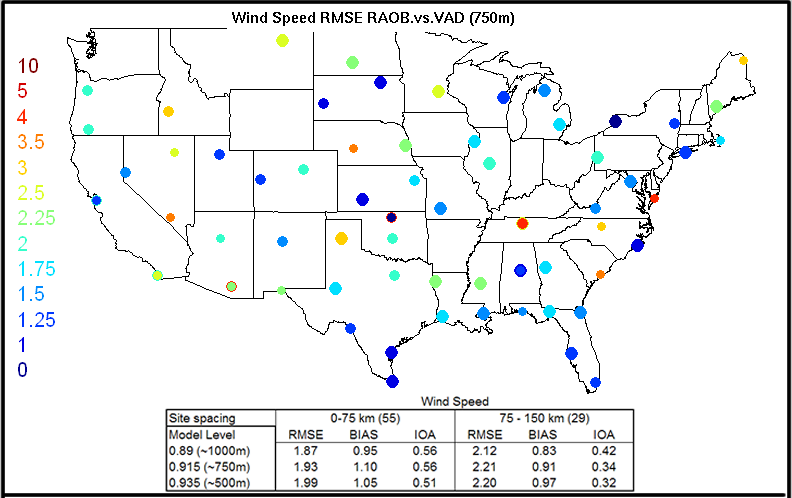 Wind Speed RMSE RAOB.vs.VAD (750m)
10
5
4
3.5
3
2.5
2.25
2
1.75
1.5
1.25
1
0
Wind Speed
Site spacing 0-75 km (55) 75 - 150 km (29)
Model Level RMSE BIAS IOA RMSE BIAS IOA
0.89 (~1000m) 1.87 0.95 0.56 2.12 0.83 0.42
0.915 (~750m) 1.93 1.10 0.56 2.21 0.91 0.34
0.935 (~500m) 1.99 1.05 0.51 2.20 0.97 0.32